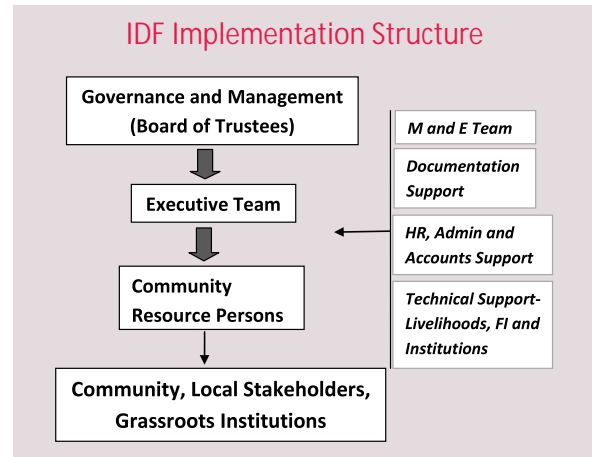 IDF Implementation Structure
Governance and Management
(Board of Trustees)
Executive Team
Community
Resource Persons
Community, Local Stakeholders,
Grassroots Institutions
M and E Team
Documentation
Support
HR, Admin and
Accounts Support
Technical Support-
Livelihoods, FI and
Institutions